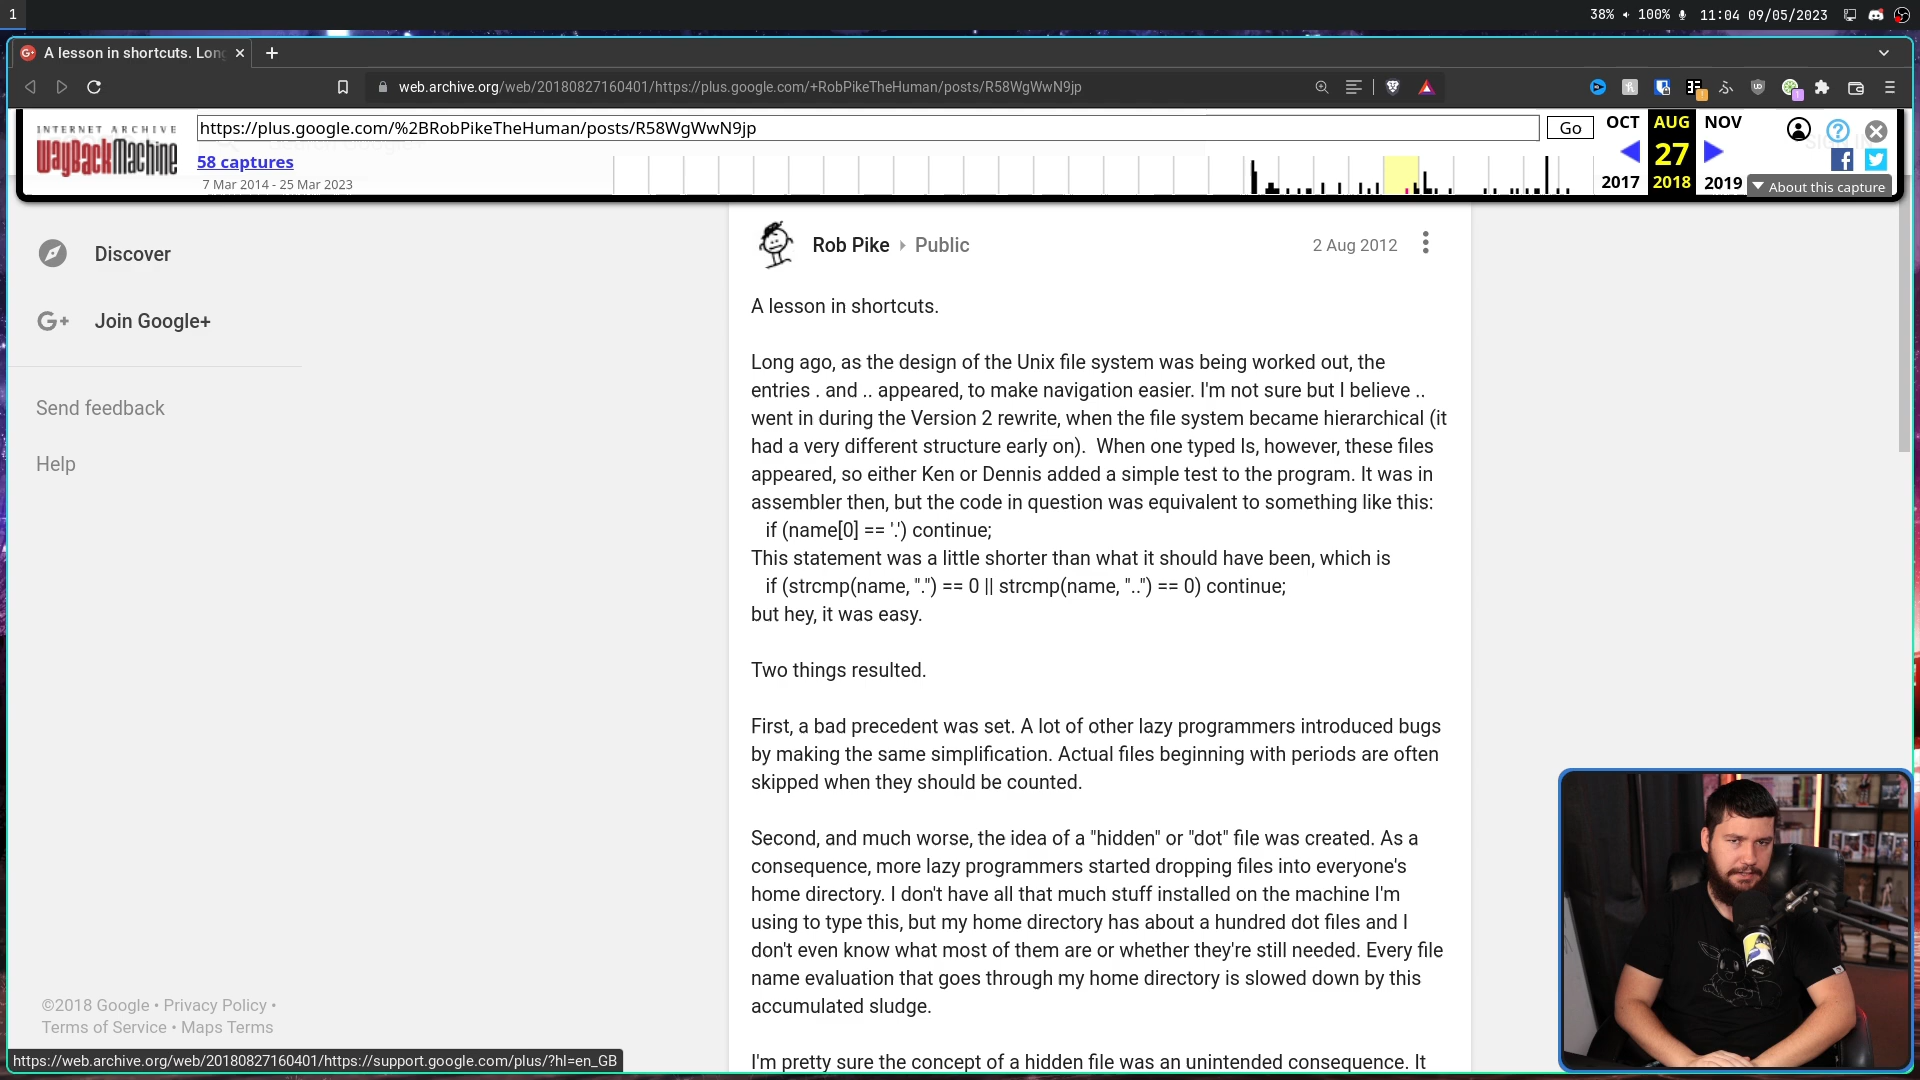 1
38% 100% 11:04 09/05/2023
A lesson in shortcuts. Long
web.archive.org/web/20180827160401/https://plus.google.com/+RobPikeTheHuman/posts/R58WgWwN9jp
INTERNET ARCHIVE
WayBackMachine
https://plus.google.com/%2BRobPikeTheHuman/posts/R58WgWwN9jp
Go
OCT AUG NOV
58 captures
27
7 Mar 2014 - 25 Mar 2023
2017 2018 2019
About this capture
Discover
Join Google+
Send feedback
Help
Rob Pike Public
2 Aug 2012
A lesson in shortcuts.
Long ago, as the design of the Unix file system was being worked out, the
entries . and .. appeared, to make navigation easier. I'm not sure but I believe ..
went in during the Version 2 rewrite, when the file system became hierarchical (it
had a very different structure early on).  When one typed ls, however, these files
appeared, so either Ken or Dennis added a simple test to the program. It was in
assembler then, but the code in question was equivalent to something like this:
if (name[0] == '.') continue;
This statement was a little shorter than what it should have been, which is
if (strcmp(name, ".") == 0 || strcmp(name, "..") == 0) continue;
but hey, it was easy.
Two things resulted.
First, a bad precedent was set. A lot of other lazy programmers introduced bugs
by making the same simplification. Actual files beginning with periods are often
skipped when they should be counted.
Second, and much worse, the idea of a "hidden" or "dot" file was created. As a
consequence, more lazy programmers started dropping files into everyone's
home directory. I don't have all that much stuff installed on the machine I'm
using to type this, but my home directory has about a hundred dot files and I
don't even know what most of them are or whether they're still needed. Every file
name evaluation that goes through my home directory is slowed down by this
accumulated sludge.
I'm pretty sure the concept of a hidden file was an unintended consequence. It
©2018 Google • Privacy Policy •
Terms of Service • Maps Terms
https://web.archive.org/web/20180827160401/https://support.google.com/plus/?hl=en_GB